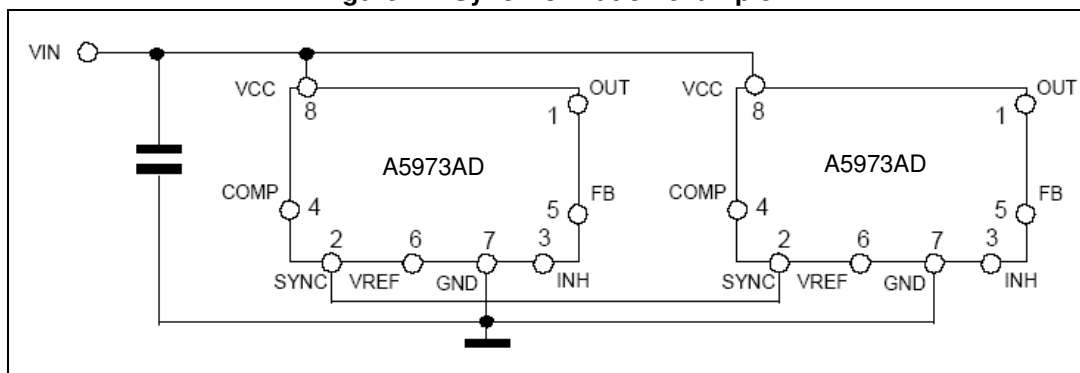 VIN
VCC
8
OUT
1
A5973AD
COMP
4
FB
5
2
6
7
3
SYNC
VREF
GND
INH
VCC
8
OUT
1
A5973AD
COMP
4
FB
5
2
6
7
3
SYNC
VREF
GND
INH